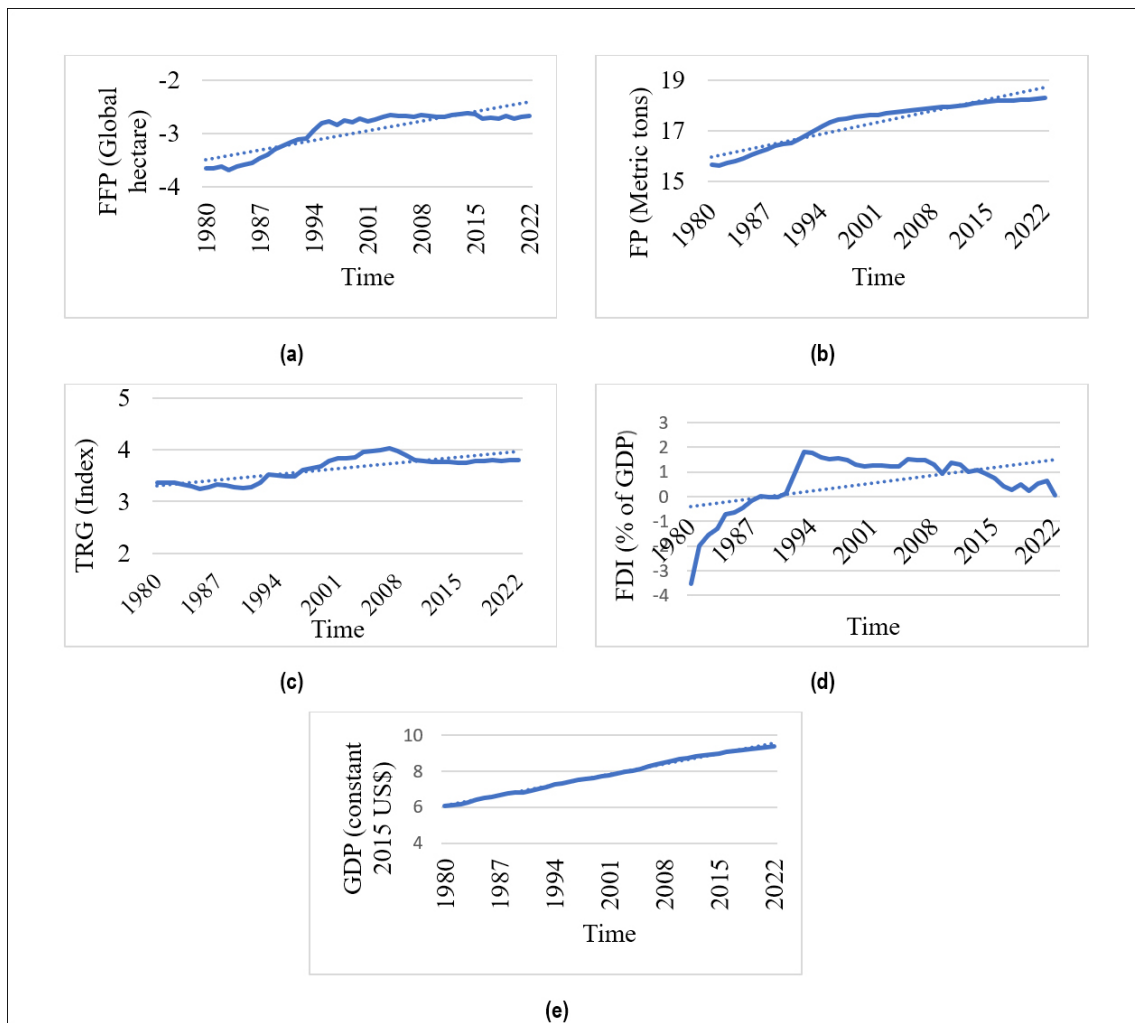 -2
-3
-4
FFP (Global
hectare)
1980 1987 1994 2001 2008 2015 2022
Time
(a)
19
17
15
FP (Metric tons)
1980 1987 1994 2001 2008 2015 2022
Time
(b)
5
4
3
2
TRG (Index)
1980 1987 1994 2001 2008 2015 2022
Time
(c)
3
2
1
0
-1
-2
-3
-4
FDI (% of GDP)
1980 1987 1994 2001 2008 2015 2022
Time
(d)
10
8
6
4
GDP (constant
2015 US$)
1980 1987 1994 2001 2008 2015 2022
Time
(e)